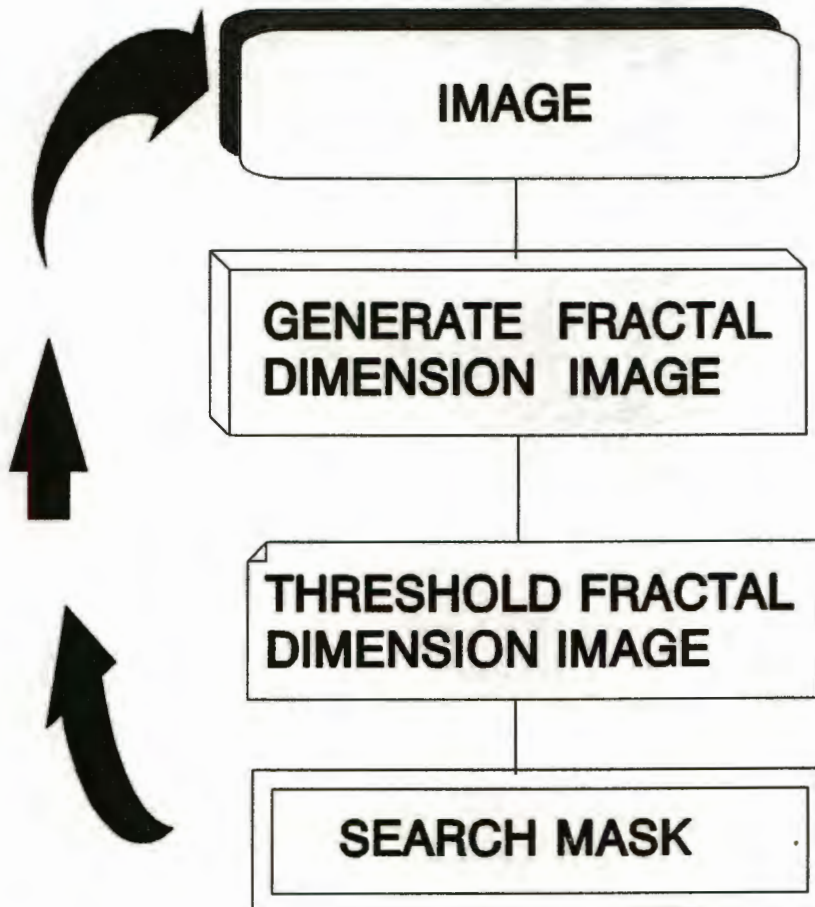 IMAGE
GENERATE FRACTAL
DIMENSION IMAGE
THRESHOLD FRACTAL
DIMENSION IMAGE
SEARCH MASK